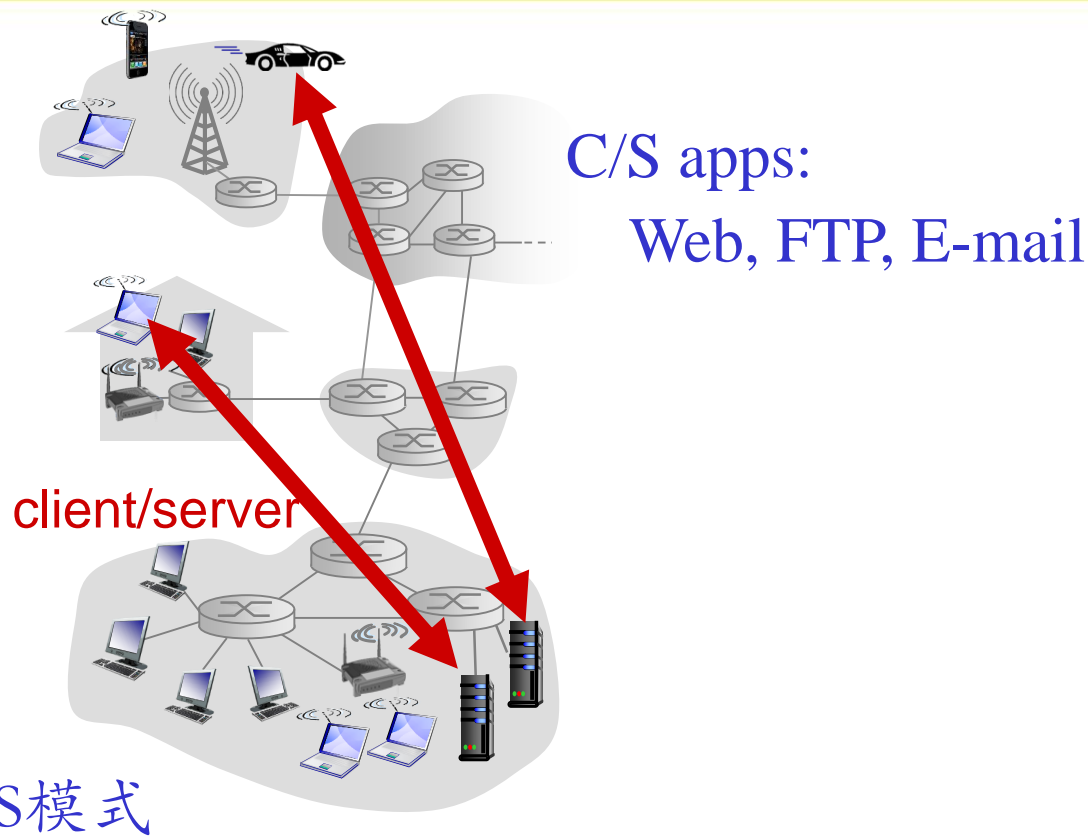 C/S apps:
Web, FTP, E-mail
client/server
S模式